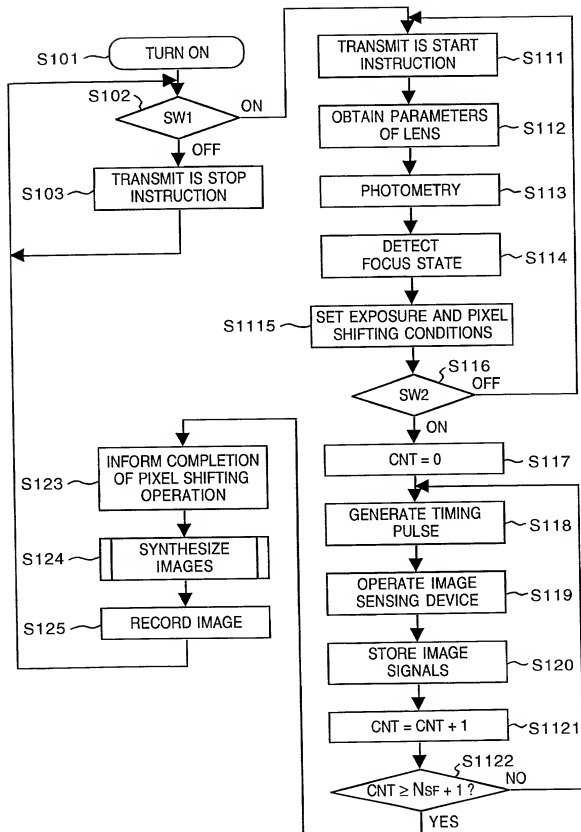 S101
TURN ON
S102
SW1
ON
OFF
S103
TRANSMIT IS STOP
INSTRUCTION
TRANSMIT IS START
INSTRUCTION
S111
OBTAIN PARAMETERS
OF LENS
S112
PHOTOMETRY
S113
DETECT
FOCUS STATE
S114
S1115
SET EXPOSURE AND PIXEL
SHIFTING CONDITIONS
S116
SW2
OFF
ON
CNT = 0
S117
GENERATE TIMING
PULSE
S118
OPERATE IMAGE
SENSING DEVICE
S119
STORE IMAGE
SIGNALS
S120
CNT = CNT + 1
S1121
S1122
CNT ≥ NSF + 1 ?
NO
YES
S123
INFORM COMPLETION
OF PIXEL SHIFTING
OPERATION
S124
SYNTHESIZE
IMAGES
S125
RECORD IMAGE